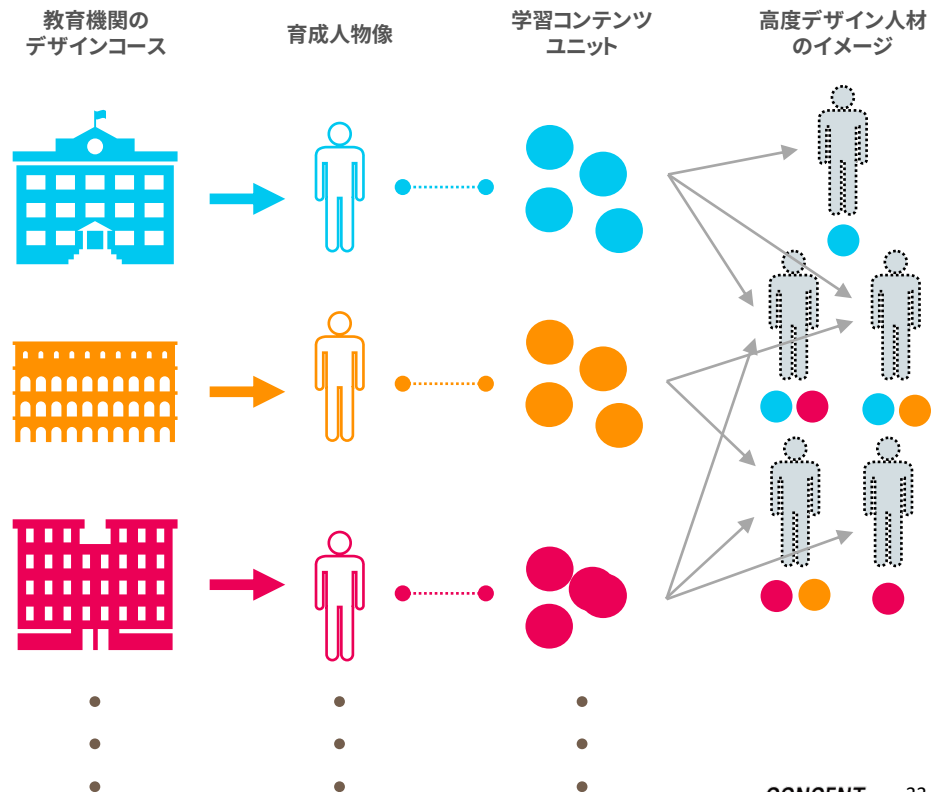 教育機関の
デザインコース
育成人物像
学習コンテンツ
ユニット
高度デザイン人材
のイメージ